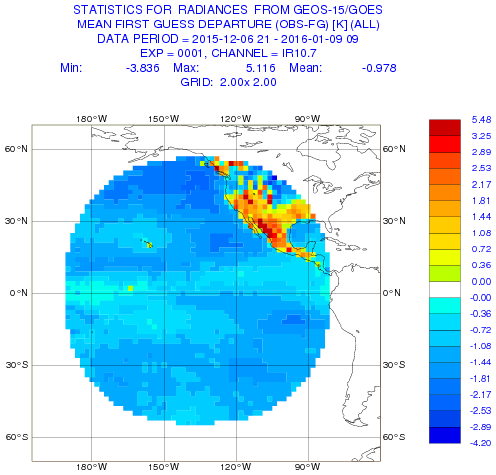 STATISTICS FOR RADIANCES FROM GEOS-15/GOES
MEAN FIRST GUESS DEPARTURE (OBS-FG) [K] (ALL)
DATA PERIOD = 2015-12-06 21 - 2016-01-09 09
EXP = 0001, CHANNEL = IR10.7
Min: -3.836 Max: 5.116 Mean: -0.978
GRID: 2.00x 2.00
180°W 150°W 120°W 90°W
60°N 60°N
30°N 30°N
0°N 0°N
30°S 30°S
60°S 60°S
180°W 150°W 120°W 90°W
5.48
3.25
2.89
2.53
2.17
1.81
1.44
1.08
0.72
0.36
0.00
-0.00
-0.36
-0.72
-1.08
-1.44
-1.81
-2.17
-2.53
-2.89
-4.20